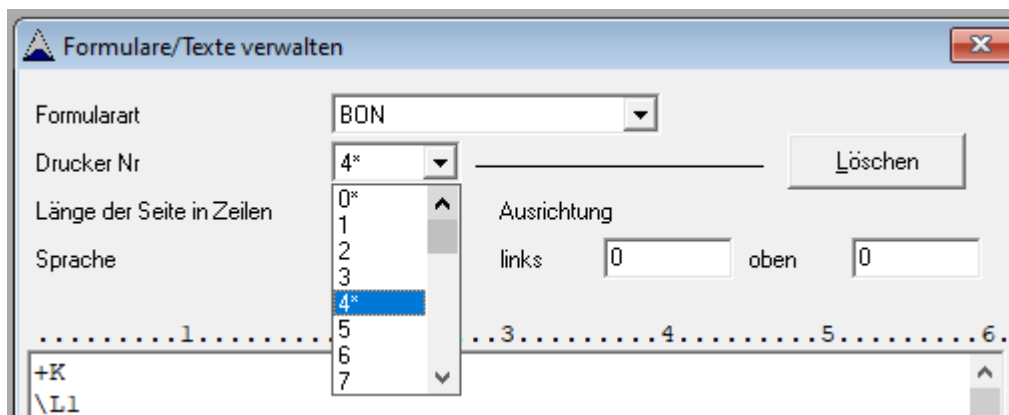 Formulare/Texte verwalten
Formularart BON
Drucker Nr 4* Löschen
Länge der Seite in Zeilen Ausrichtung
Sprache links 0 oben 0
0*
1
2
3
4*
5
6
7
.........1.........
..3.........4.........5.........6.
+K
\L1